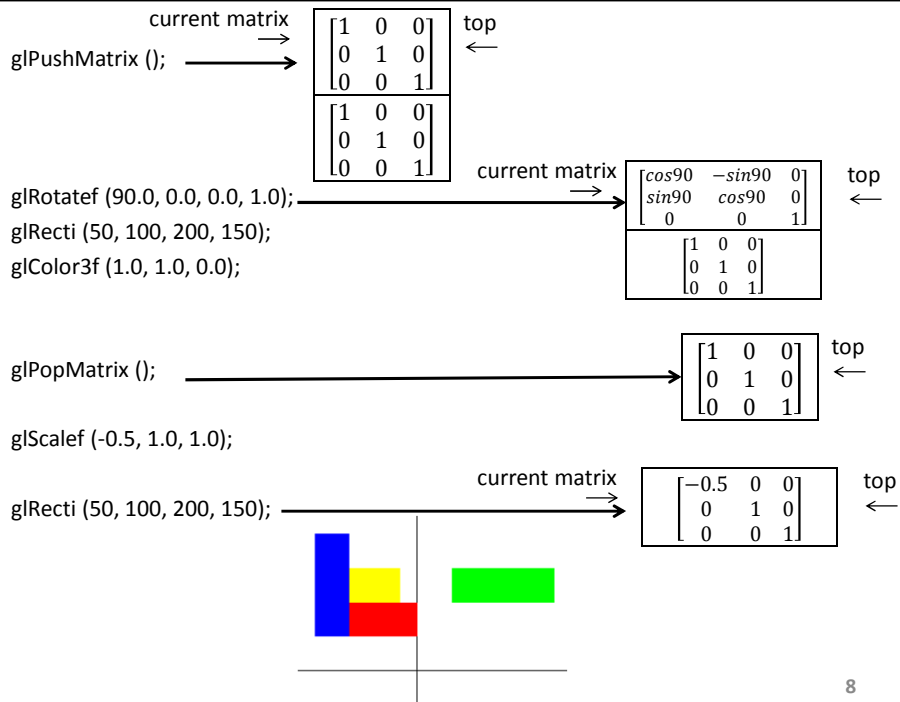 current matrix
→
[1 0 0]
[0 1 0]
[0 0 1]
top
←
glPushMatrix ();
[1 0 0]
[0 1 0]
[0 0 1]
current matrix
→
[cos90 −sin90 0]
[sin90 cos90 0]
[0 0 1]
top
←
glRotatef (90.0, 0.0, 0.0, 1.0);
glRecti (50, 100, 200, 150);
glColor3f (1.0, 1.0, 0.0);
[1 0 0]
[0 1 0]
[0 0 1]
glPopMatrix ();
[1 0 0]
[0 1 0]
[0 0 1]
top
←
glScalef (-0.5, 1.0, 1.0);
current matrix
→
glRecti (50, 100, 200, 150);
[−0.5 0 0]
[0 1 0]
[0 0 1]
top
←
8